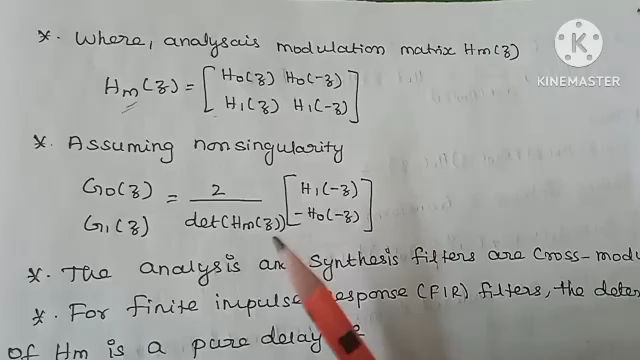 *. Where, analysais modulation matrix Hm(z)
KINEMASTER
Hm(z) = [H0(z) H0(-z)
H1(z) H1(-z)]
*. Assuming nonsingularity
G0(z) = 2 [H1(-z)
G1(z) det(Hm(z)) -H0(-z)]
*. The analysis an synthesis filters are Cross-modu
*. For finite impulse response (FIR) filters, the deter
of Hm is a pure delay